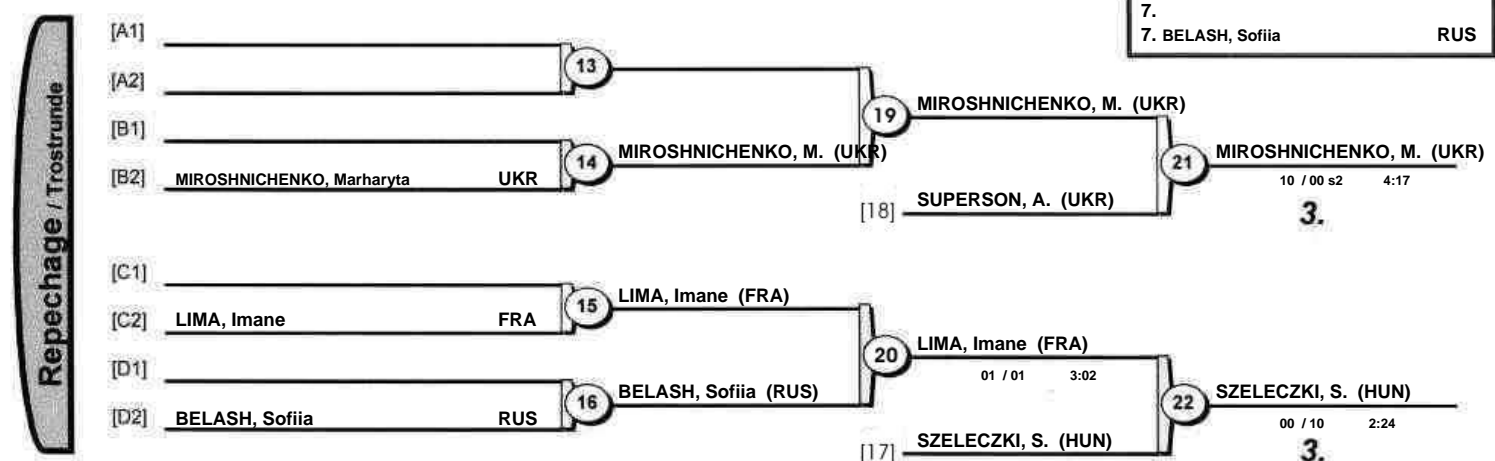 7.
7. BELASH, Sofiia RUS
Repechage / Trostrunde
[A1]
13
[A2]
[B1]
14 MIROSHNICHENKO, M. (UKR)
[B2] MIROSHNICHENKO, Marharyta UKR
19 MIROSHNICHENKO, M. (UKR)
21 MIROSHNICHENKO, M. (UKR)
10 / 00 s2 4:17
[18] SUPERSON, A. (UKR)
3.
[C1]
15 LIMA, Imane (FRA)
[C2] LIMA, Imane FRA
20 LIMA, Imane (FRA)
01 / 01 3:02
[D1]
16 BELASH, Sofiia (RUS)
[D2] BELASH, Sofiia RUS
22 SZELECZKI, S. (HUN)
00 / 10 2:24
[17] SZELECZKI, S. (HUN)
3.